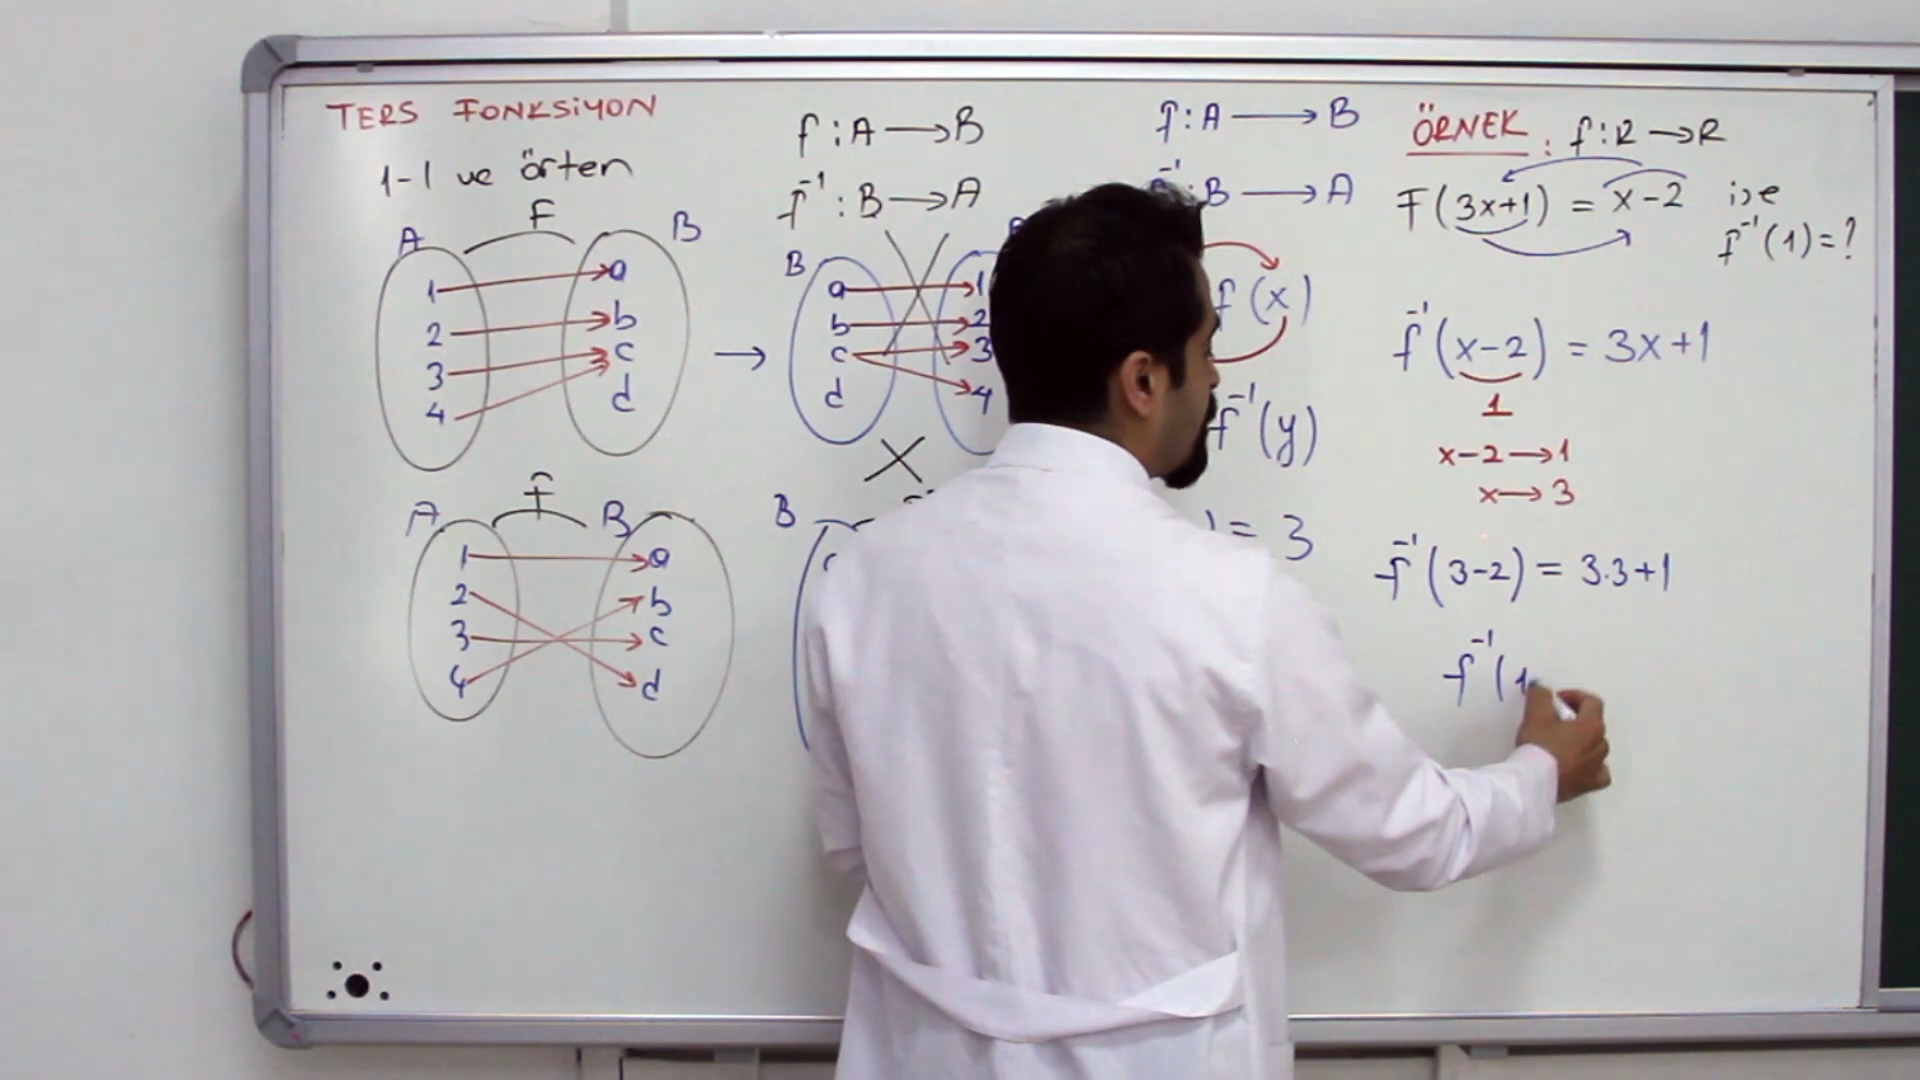 TERS FONKSİYON
1-1 ve örten
F
A B
1 a
2 b
3 c
4 d
f
A B
1 a
2 b
3 c
4 d
f : A → B
f⁻¹ : B → A
→
B
a 1
b 2
c 3
d 4
X
B
f : A → B
: B → A
f (x)
f⁻¹(y)
) = 3
ÖRNEK : f : R → R
F(3x+1) = x-2 ise
f⁻¹(1) = ?
f⁻¹(x-2) = 3x+1
1
x-2 → 1
x → 3
f⁻¹(3-2) = 3.3+1
f⁻¹(1